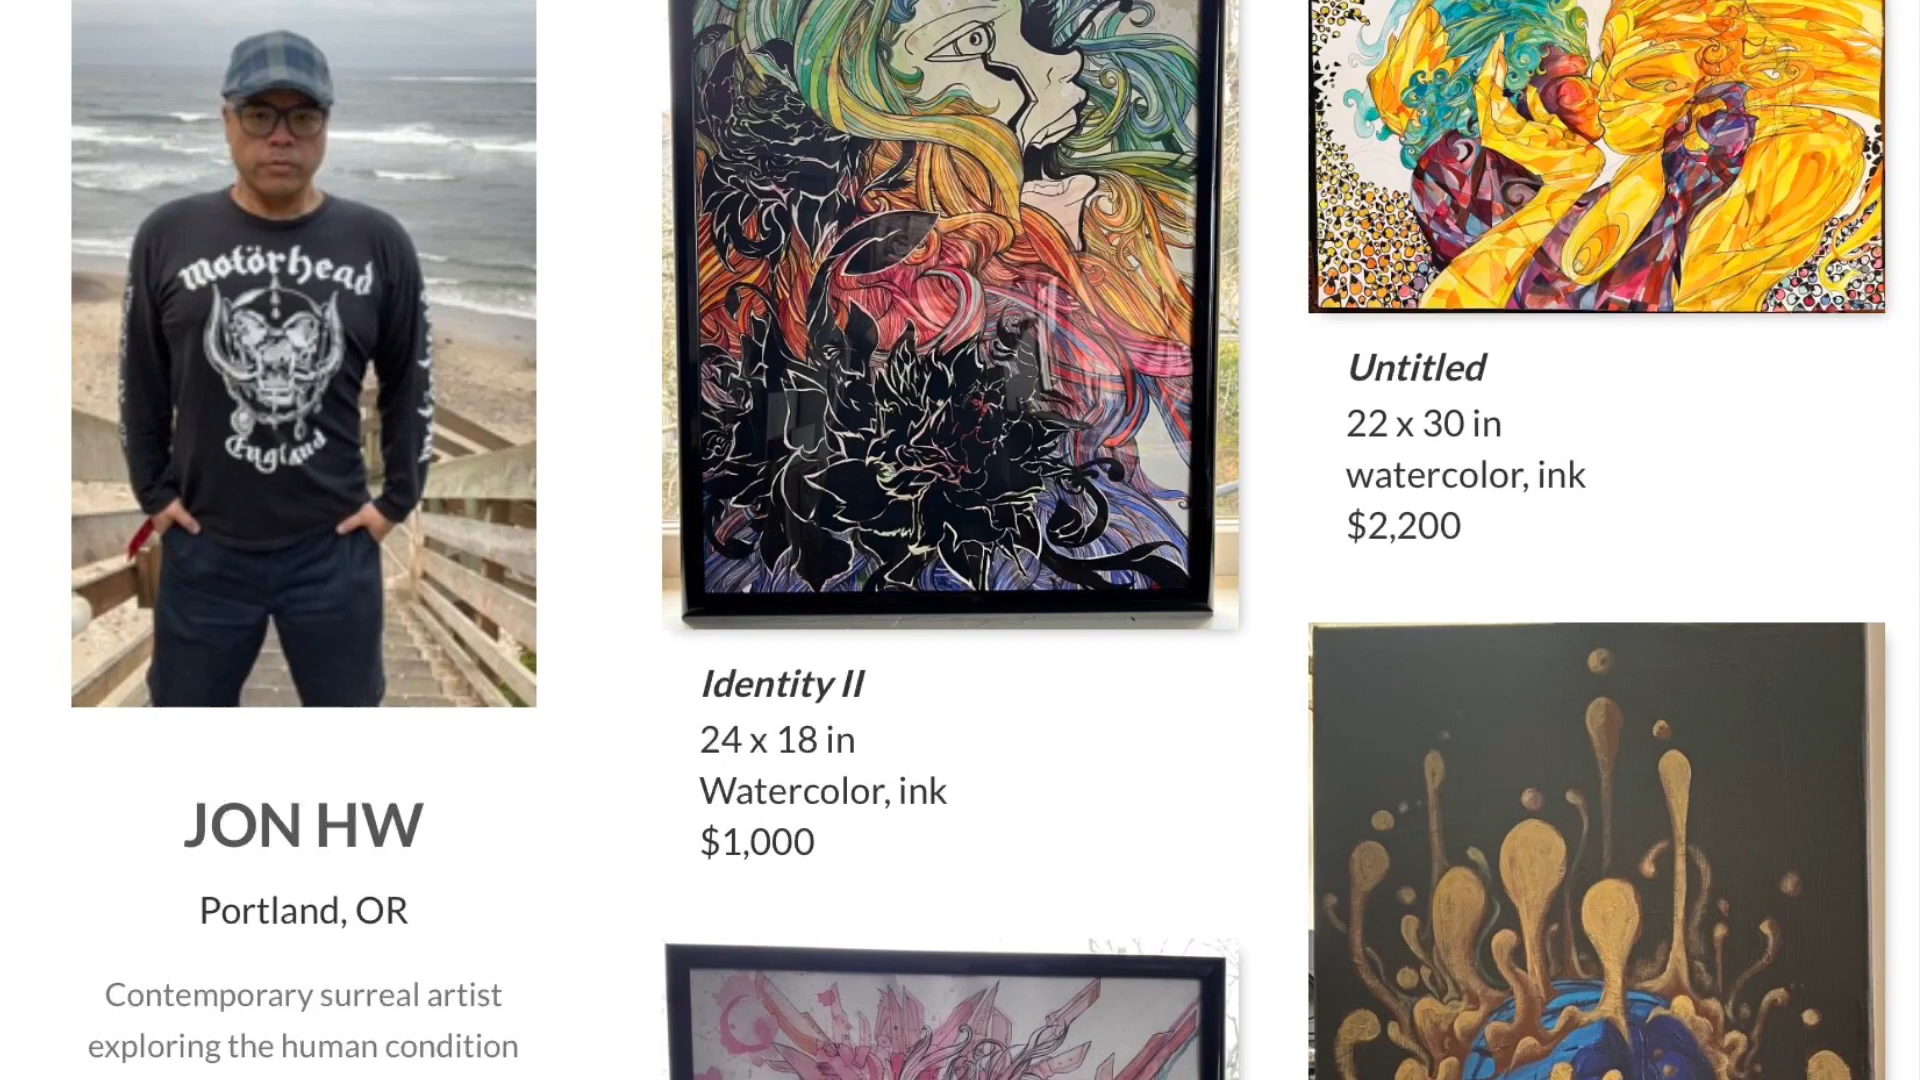 Motörhead
England
JON HW
Portland, OR
Contemporary surreal artist
exploring the human condition
Identity II
24 x 18 in
Watercolor, ink
$1,000
Untitled
22 x 30 in
watercolor, ink
$2,200